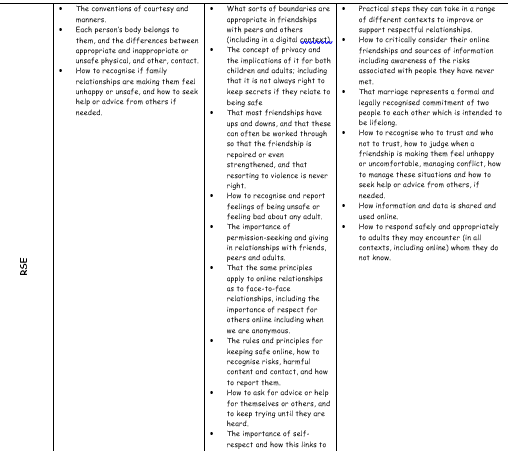 RSE
• The conventions of courtesy and
manners.
• Each person's body belongs to
them, and the differences between
appropriate and inappropriate or
unsafe physical, and other, contact.
• How to recognise if family
relationships are making them feel
unhappy or unsafe, and how to seek
help or advice from others if
needed.
• What sorts of boundaries are
appropriate in friendships
with peers and others
(including in a digital context).
• The concept of privacy and
the implications of it for both
children and adults; including
that it is not always right to
keep secrets if they relate to
being safe
• That most friendships have
ups and downs, and that these
can often be worked through
so that the friendship is
repaired or even
strengthened, and that
resorting to violence is never
right.
• How to recognise and report
feelings of being unsafe or
feeling bad about any adult.
• The importance of
permission-seeking and giving
in relationships with friends,
peers and adults.
• That the same principles
apply to online relationships
as to face-to-face
relationships, including the
importance of respect for
others online including when
we are anonymous.
• The rules and principles for
keeping safe online, how to
recognise risks, harmful
content and contact, and how
to report them.
• How to ask for advice or help
for themselves or others, and
to keep trying until they are
heard.
• The importance of self-
respect and how this links to
• Practical steps they can take in a range
of different contexts to improve or
support respectful relationships.
• How to critically consider their online
friendships and sources of information
including awareness of the risks
associated with people they have never
met.
• That marriage represents a formal and
legally recognised commitment of two
people to each other which is intended to
be lifelong.
• How to recognise who to trust and who
not to trust, how to judge when a
friendship is making them feel unhappy
or uncomfortable, managing conflict, how
to manage these situations and how to
seek help or advice from others, if
needed.
• How information and data is shared and
used online.
• How to respond safely and appropriately
to adults they may encounter (in all
contexts, including online) whom they do
not know.